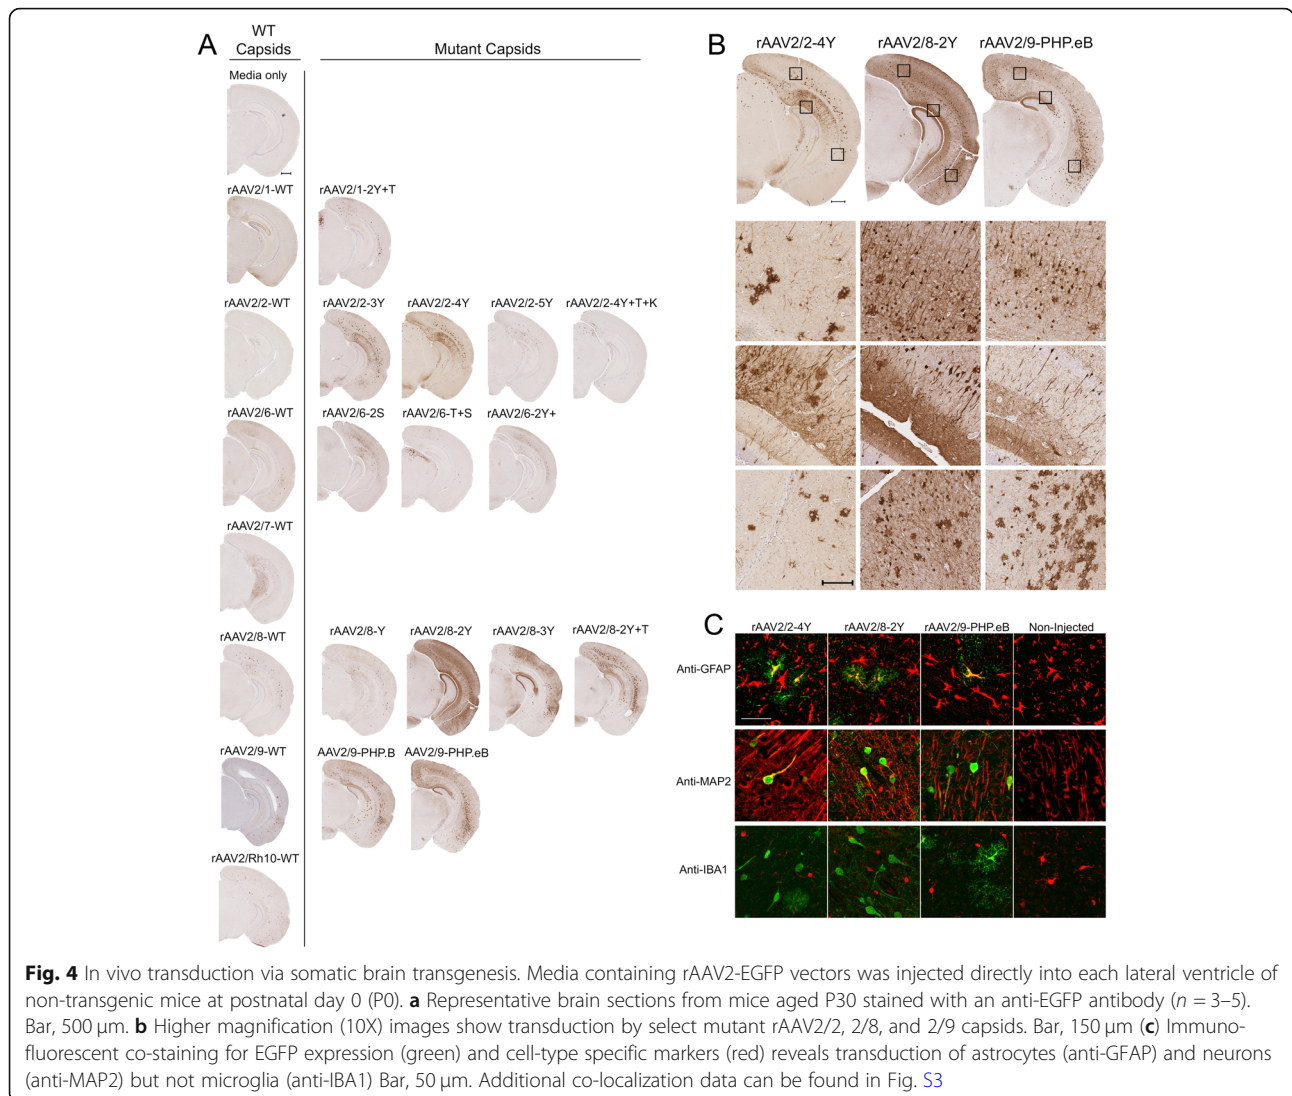 A
WT
Capsids
Mutant Capsids
Media only
rAAV2/1-WT
rAAV2/1-2Y+T
rAAV2/2-WT
rAAV2/2-3Y
rAAV2/2-4Y
rAAV2/2-5Y
rAAV2/2-4Y+T+K
rAAV2/6-WT
rAAV2/6-2S
rAAV2/6-T+S
rAAV2/6-2Y+
rAAV2/7-WT
rAAV2/8-WT
rAAV2/8-Y
rAAV2/8-2Y
rAAV2/8-3Y
rAAV2/8-2Y+T
rAAV2/9-WT
AAV2/9-PHP.B
AAV2/9-PHP.eB
rAAV2/Rh10-WT
B
rAAV2/2-4Y
rAAV2/8-2Y
rAAV2/9-PHP.eB
C
rAAV2/2-4Y
rAAV2/8-2Y
rAAV2/9-PHP.eB
Non-Injected
Anti-GFAP
Anti-MAP2
Anti-IBA1
Fig. 4 In vivo transduction via somatic brain transgenesis. Media containing rAAV2-EGFP vectors was injected directly into each lateral ventricle of
non-transgenic mice at postnatal day 0 (P0). a Representative brain sections from mice aged P30 stained with an anti-EGFP antibody (n = 3–5).
Bar, 500 μm. b Higher magnification (10X) images show transduction by select mutant rAAV2/2, 2/8, and 2/9 capsids. Bar, 150 μm (c) Immuno-
fluorescent co-staining for EGFP expression (green) and cell-type specific markers (red) reveals transduction of astrocytes (anti-GFAP) and neurons
(anti-MAP2) but not microglia (anti-IBA1) Bar, 50 μm. Additional co-localization data can be found in Fig. S3